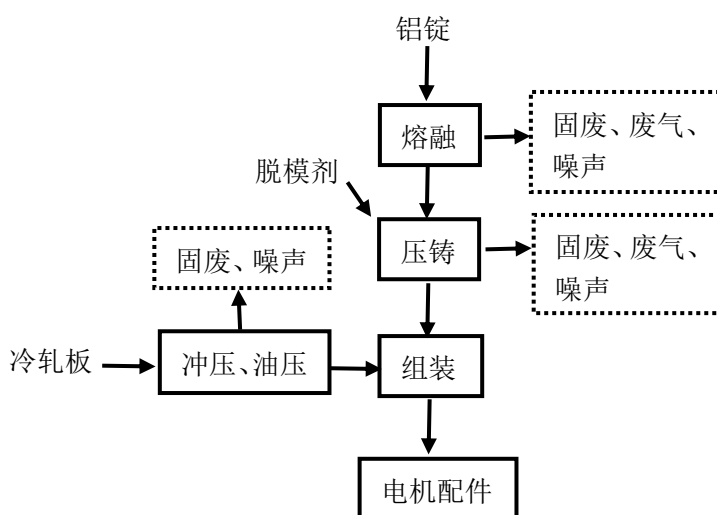 铝锭
熔融
固废、废气、
噪声
脱模剂
压铸
固废、废气、
噪声
固废、噪声
冷轧板
冲压、油压
组装
电机配件